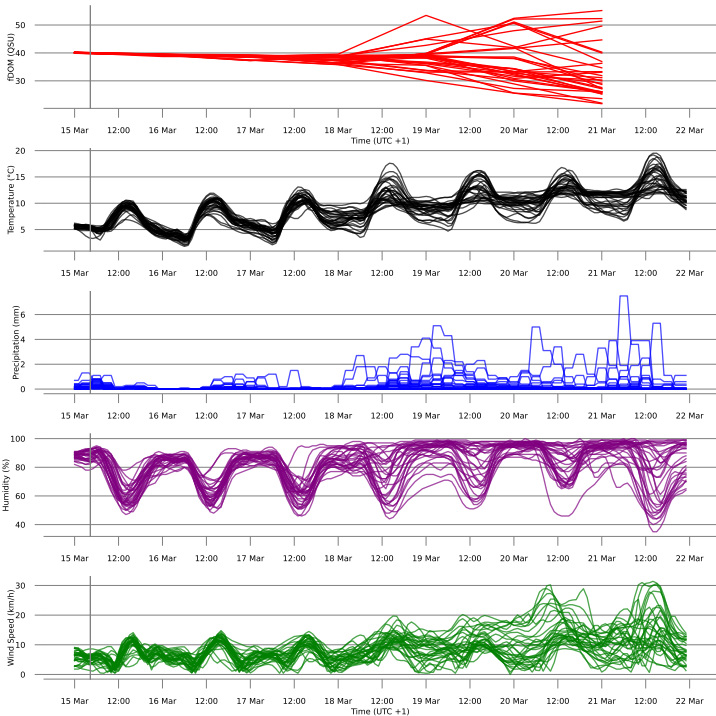 50
40
30
fDOM (QSU)
15 Mar 12:00 16 Mar 12:00 17 Mar 12:00 18 Mar 12:00 19 Mar 12:00 20 Mar 12:00 21 Mar 12:00 22 Mar
Time (UTC +1)
20
15
10
5
Temperature (°C)
15 Mar 12:00 16 Mar 12:00 17 Mar 12:00 18 Mar 12:00 19 Mar 12:00 20 Mar 12:00 21 Mar 12:00 22 Mar
6
4
2
0
Precipitation (mm)
15 Mar 12:00 16 Mar 12:00 17 Mar 12:00 18 Mar 12:00 19 Mar 12:00 20 Mar 12:00 21 Mar 12:00 22 Mar
100
80
60
40
Humidity (%)
15 Mar 12:00 16 Mar 12:00 17 Mar 12:00 18 Mar 12:00 19 Mar 12:00 20 Mar 12:00 21 Mar 12:00 22 Mar
30
20
10
0
Wind Speed (km/h)
15 Mar 12:00 16 Mar 12:00 17 Mar 12:00 18 Mar 12:00 19 Mar 12:00 20 Mar 12:00 21 Mar 12:00 22 Mar
Time (UTC +1)